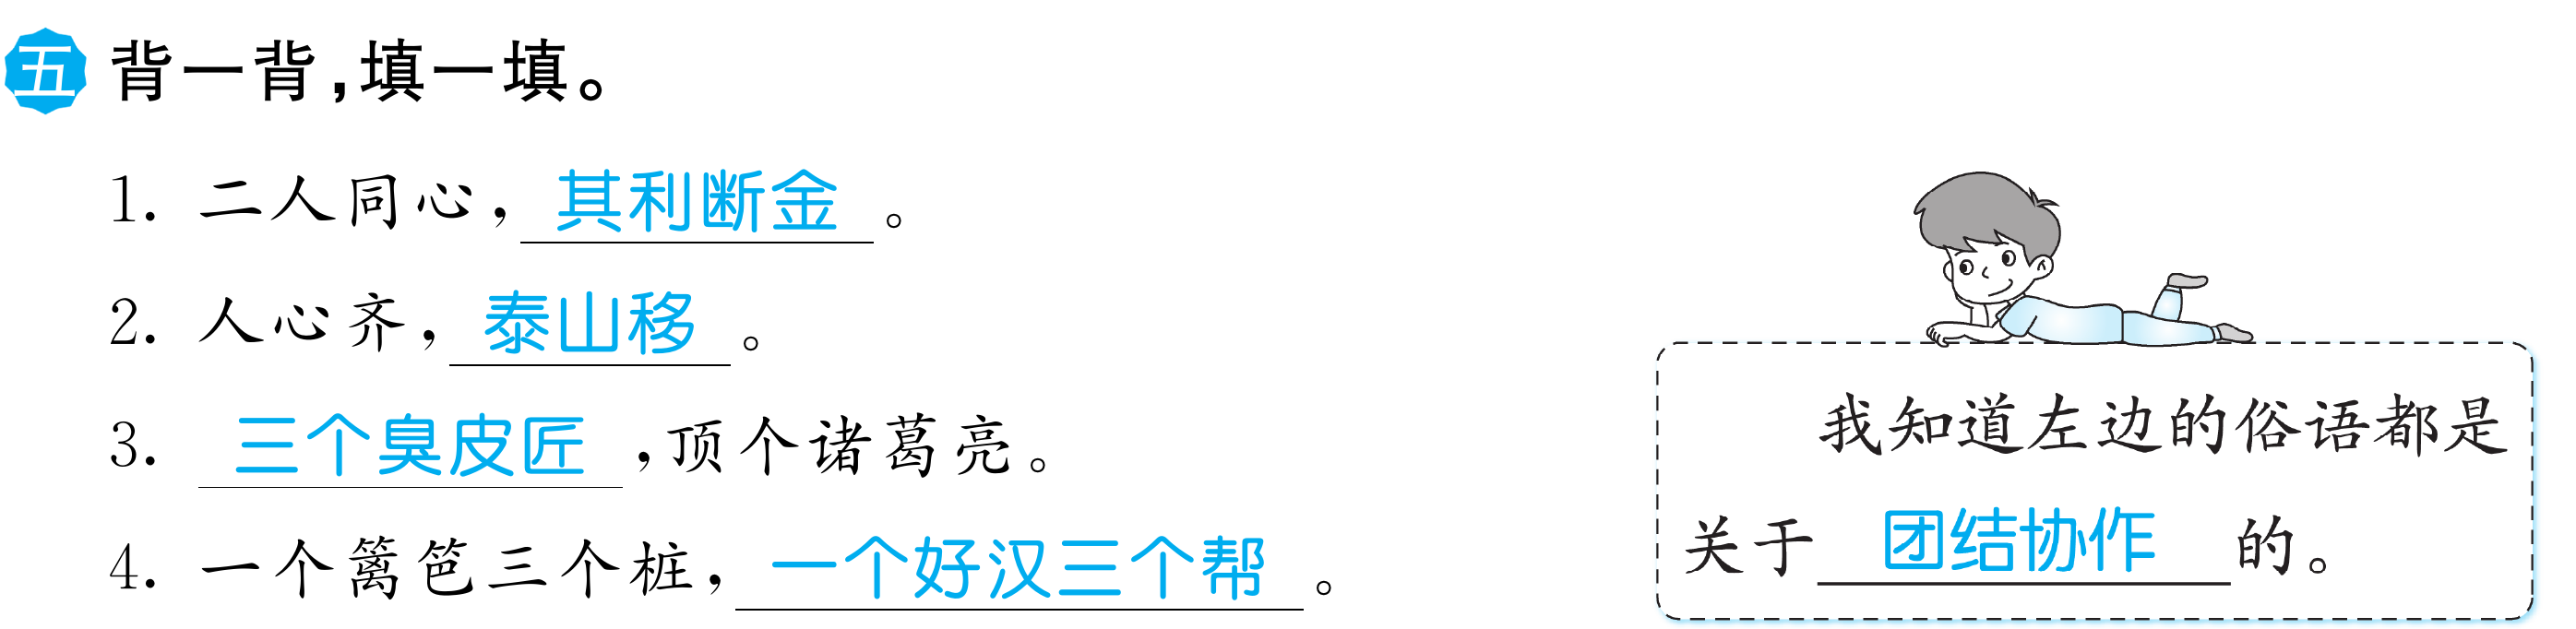 五 背一背,填一填。
1. 二人同心,其利断金。
2. 人心齐,泰山移。
3. 三个臭皮匠,顶个诸葛亮。
4. 一个篱笆三个桩,一个好汉三个帮。
我知道左边的俗语都是
关于团结协作的。